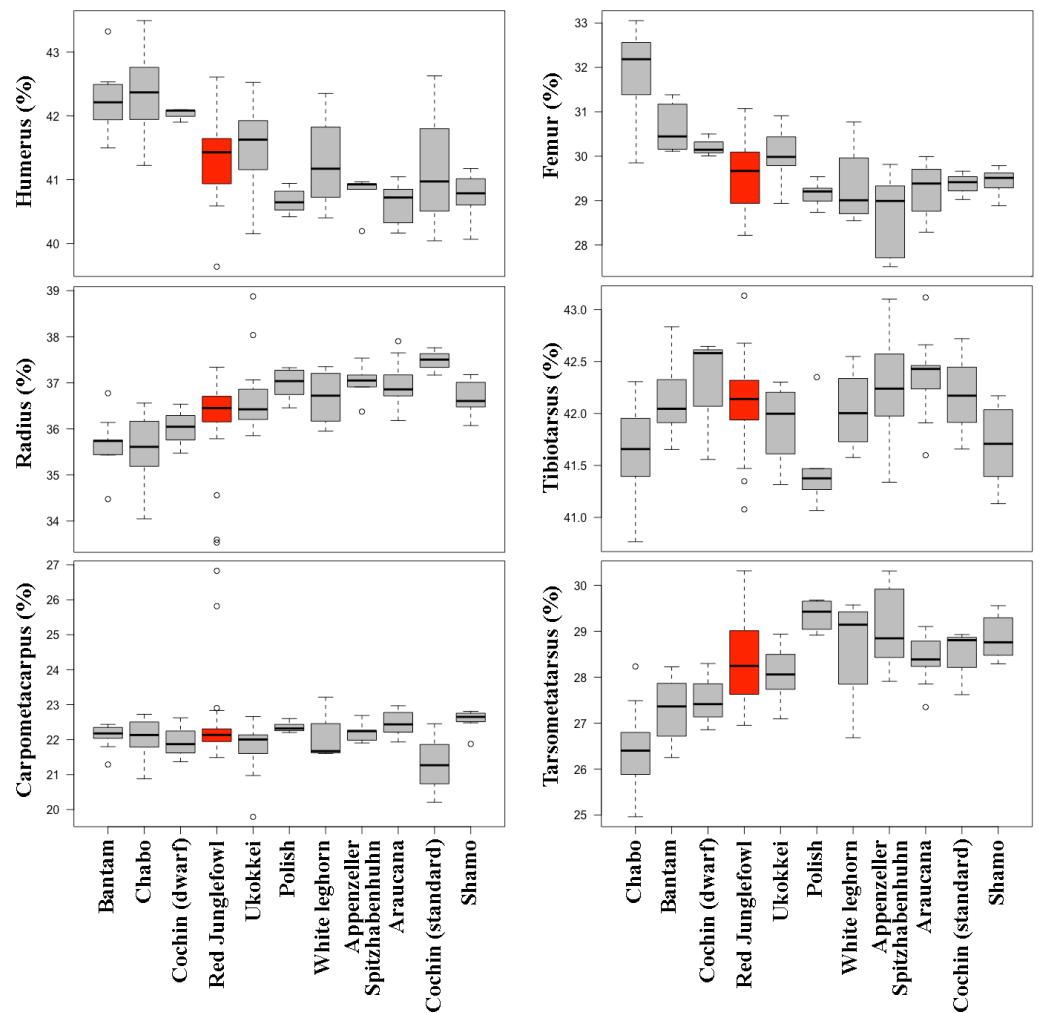 Humerus (%)
43
42
41
40
Femur (%)
33
32
31
30
29
28
Radius (%)
39
38
37
36
35
34
Tibiotarsus (%)
43.0
42.5
42.0
41.5
41.0
Carpometacarpus (%)
27
26
25
24
23
22
21
20
Tarsometatarsus (%)
30
29
28
27
26
25
Bantam
Chabo
Cochin (dwarf)
Red Junglefowl
Ukokkei
Polish
White leghorn
Appenzeller
Spitzhabenhuhn
Araucana
Cochin (standard)
Shamo
Chabo
Bantam
Cochin (dwarf)
Red Junglefowl
Ukokkei
Polish
White leghorn
Appenzeller
Spitzhabenhuhn
Araucana
Cochin (standard)
Shamo